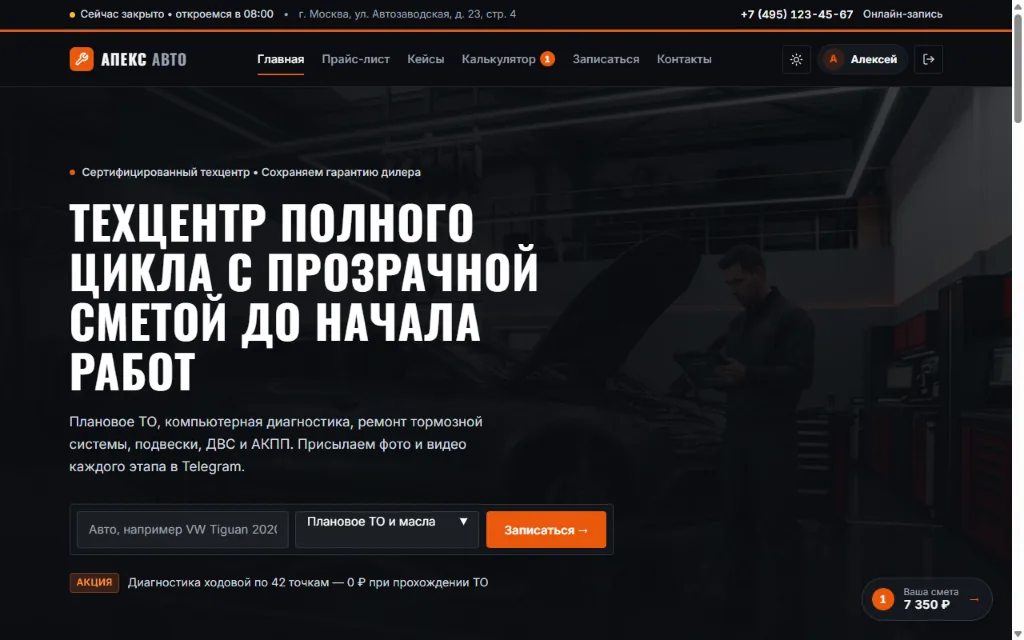 Сейчас закрыто • откроемся в 08:00 • г. Москва, ул. Автозаводская, д. 23, стр. 4
+7 (495) 123-45-67 Онлайн-запись
АПЕКС АВТО
Главная Прайс-лист Кейсы Калькулятор 1 Записаться Контакты
А Алексей
Сертифицированный техцентр • Сохраняем гарантию дилера
ТЕХЦЕНТР ПОЛНОГО
ЦИКЛА С ПРОЗРАЧНОЙ
СМЕТОЙ ДО НАЧАЛА
РАБОТ
Плановое ТО, компьютерная диагностика, ремонт тормозной
системы, подвески, ДВС и АКПП. Присылаем фото и видео
каждого этапа в Telegram.
Авто, например VW Tiguan 2020
Плановое ТО и масла ▼
Записаться →
АКЦИЯ Диагностика ходовой по 42 точкам — 0 ₽ при прохождении ТО
1 Ваша смета
7 350 ₽ →